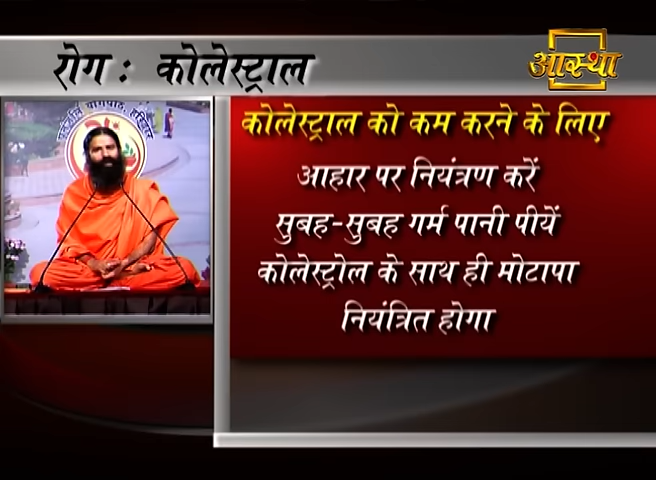 रोग : कोलेस्ट्राल
आस्था
कोलेस्ट्राल को कम करने के लिए
आहार पर नियंत्रण करें
सुबह-सुबह गर्म पानी पीयें
कोलेस्ट्रोल के साथ ही मोटापा
नियंत्रित होगा